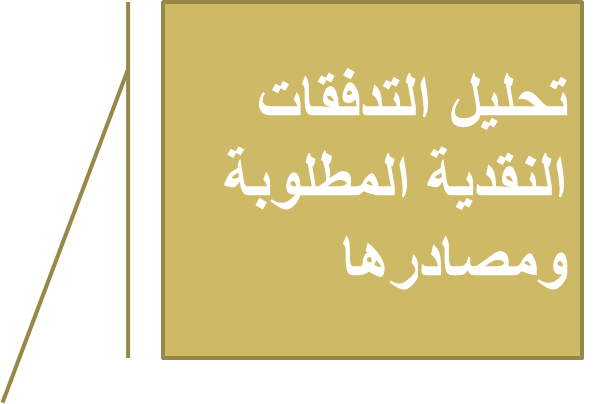 تحليل التدفقات
النقدية المطلوبة
ومصادرها